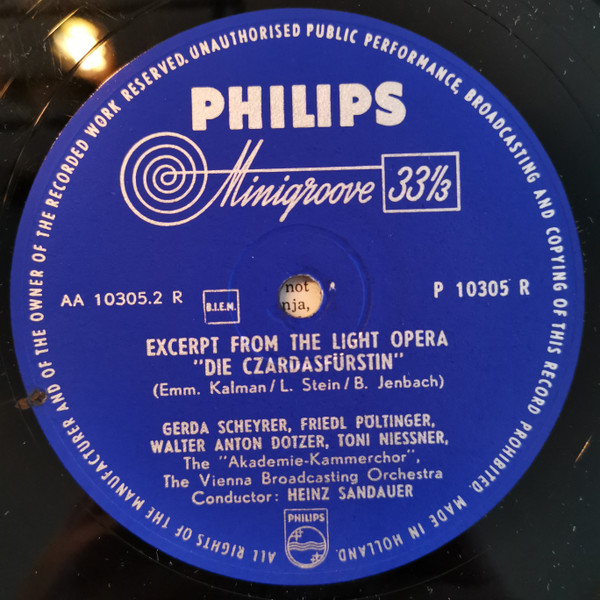 ALL RIGHTS OF THE MANUFACTURER AND OF THE OWNER OF THE RECORDED WORK RESERVED. UNAUTHORISED PUBLIC PERFORMANCE, BROADCASTING AND COPYING OF THIS RECORD PROHIBITED. MADE IN HOLLAND.
PHILIPS
Minigroove 33⅓
AA 10305.2 R
B.I.E.M.
not
nja,
P 10305 R
EXCERPT FROM THE LIGHT OPERA
"DIE CZARDASFÜRSTIN"
(Emm. Kalman/L. Stein/B. Jenbach)
GERDA SCHEYRER, FRIEDL PÖLTINGER,
WALTER ANTON DOTZER, TONI NIESSNER,
The "Akademie-Kammerchor",
The Vienna Broadcasting Orchestra
Conductor: HEINZ SANDAUER
PHILIPS